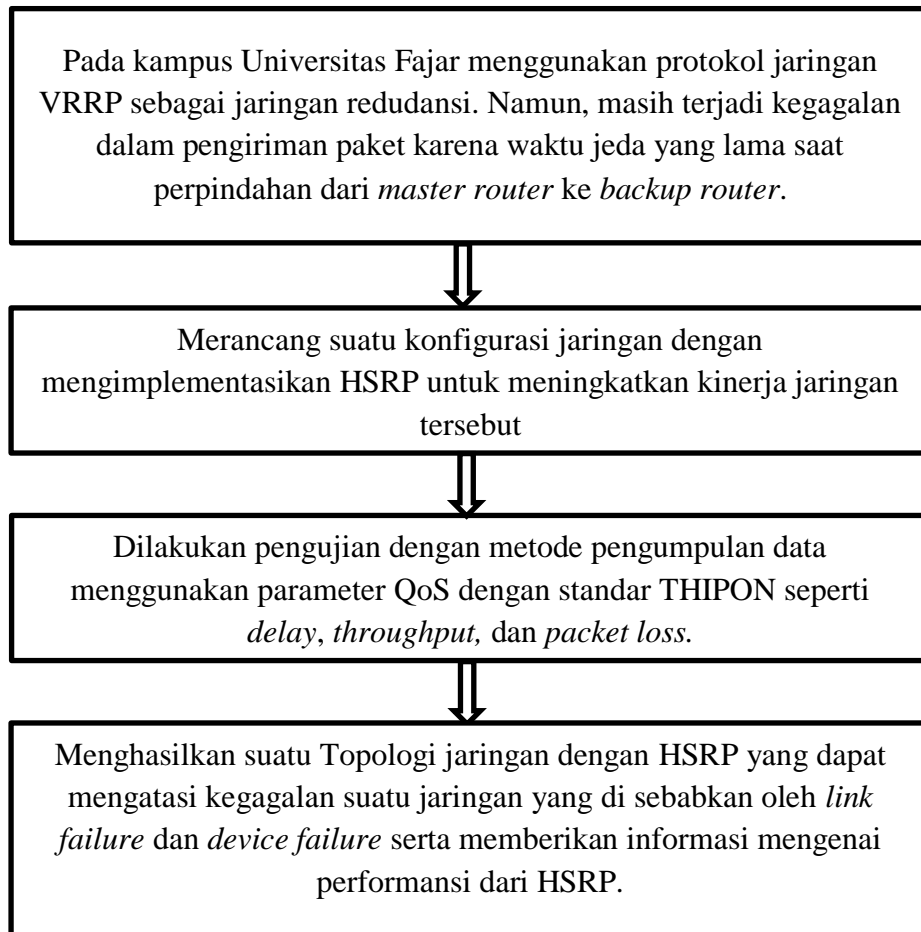 Pada kampus Universitas Fajar menggunakan protokol jaringan
VRRP sebagai jaringan redudansi. Namun, masih terjadi kegagalan
dalam pengiriman paket karena waktu jeda yang lama saat
perpindahan dari master router ke backup router.
Merancang suatu konfigurasi jaringan dengan
mengimplementasikan HSRP untuk meningkatkan kinerja jaringan
tersebut
Dilakukan pengujian dengan metode pengumpulan data
menggunakan parameter QoS dengan standar THIPON seperti
delay, throughput, dan packet loss.
Menghasilkan suatu Topologi jaringan dengan HSRP yang dapat
mengatasi kegagalan suatu jaringan yang di sebabkan oleh link
failure dan device failure serta memberikan informasi mengenai
performansi dari HSRP.